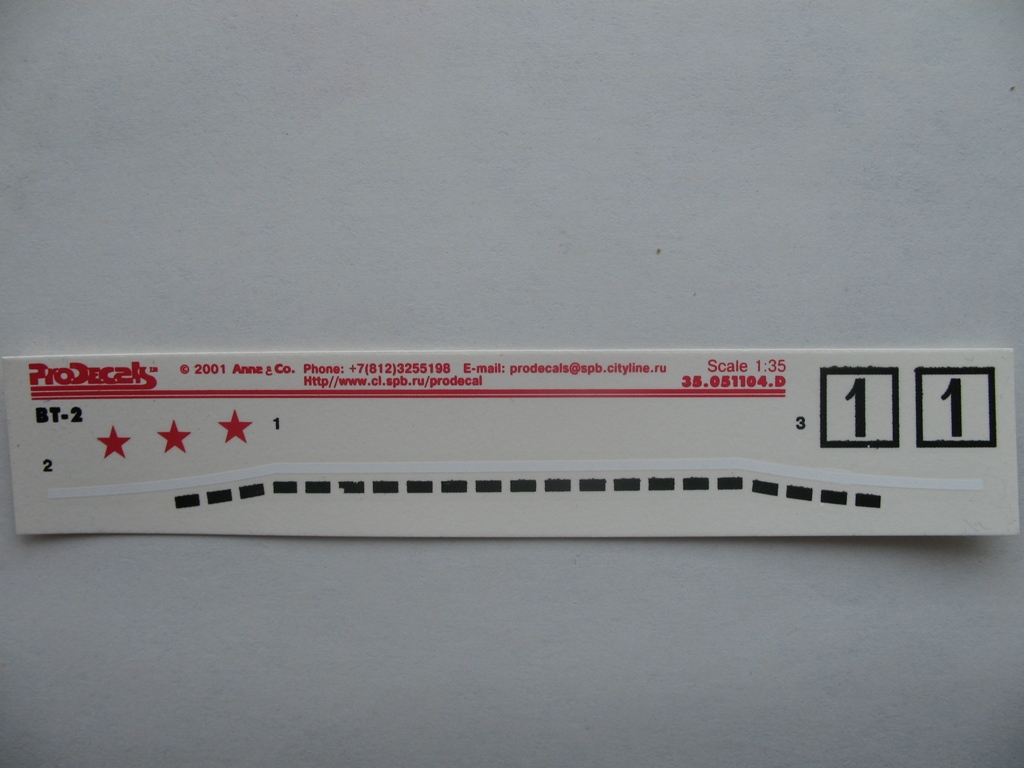 ProDecals™ © 2001 Anna & Co. Phone: +7(812)3255198 E-mail: prodecals@spb.cityline.ru Scale 1:35
Http//www.cl.spb.ru/prodecal 35.051104.D
BT-2
1
2
3
1 1